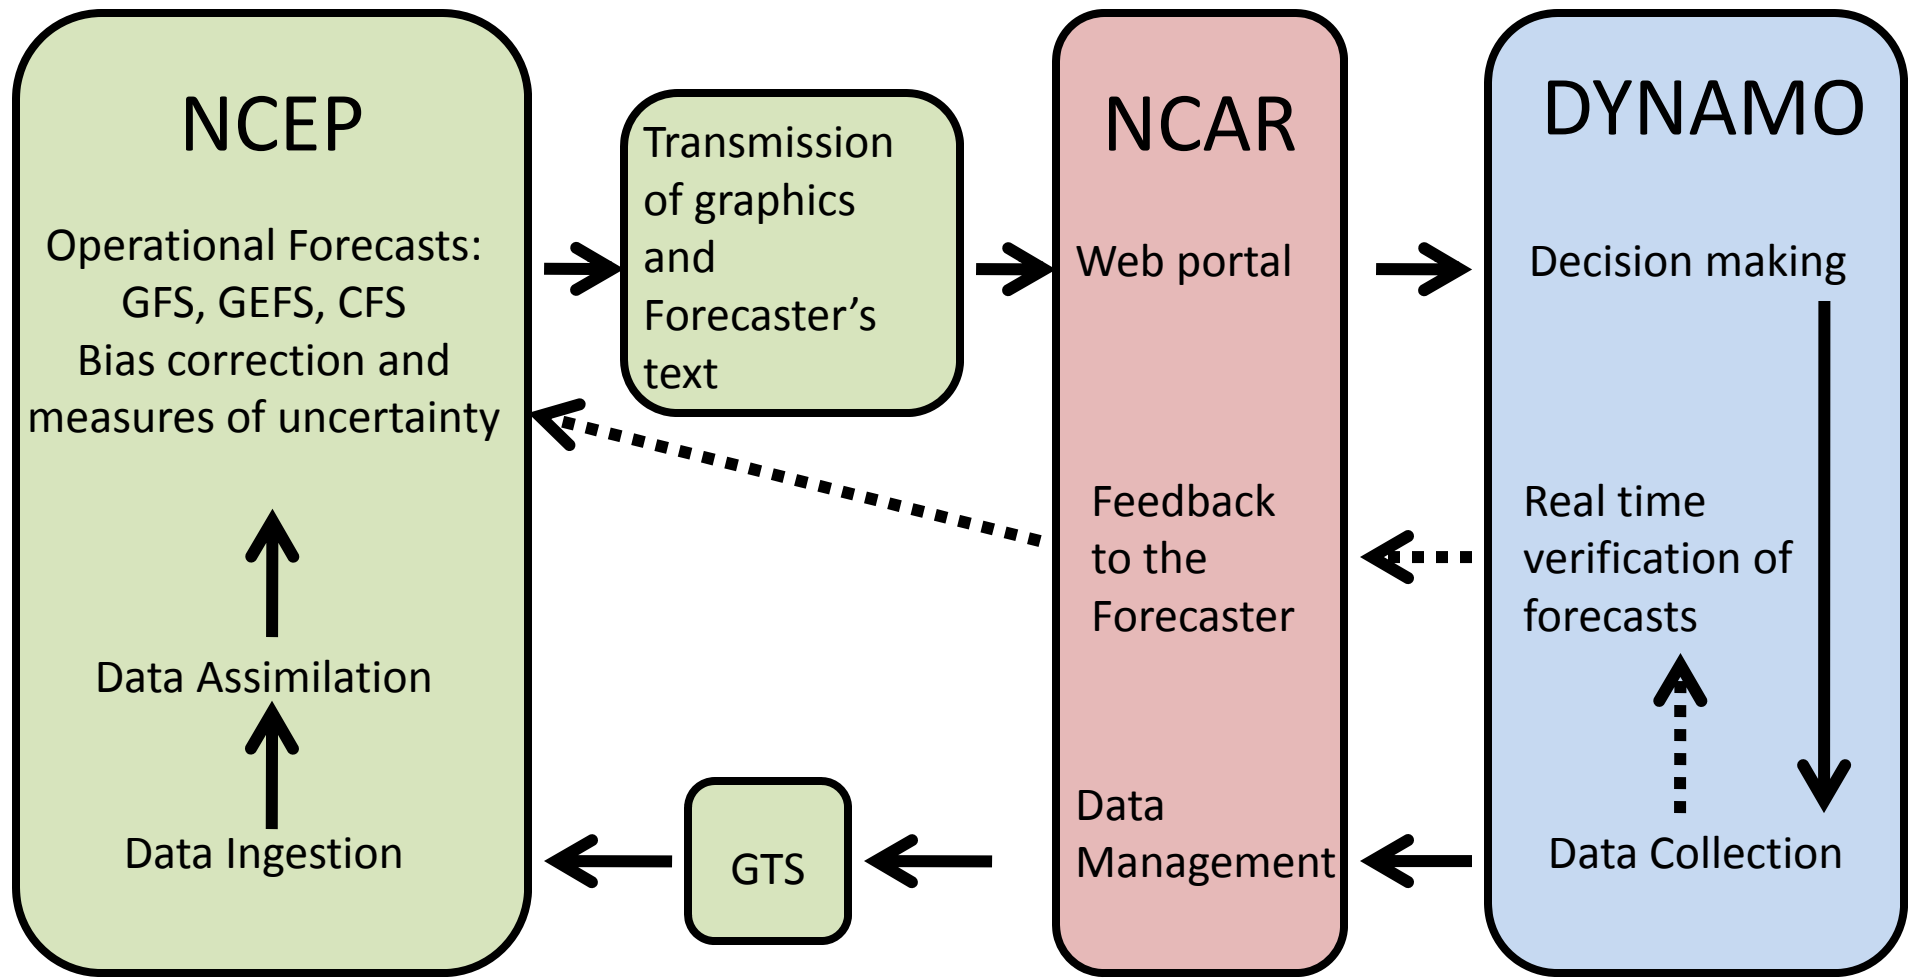 NCEP
Operational Forecasts:
GFS, GEFS, CFS
Bias correction and
measures of uncertainty
Data Assimilation
Data Ingestion
Transmission
of graphics
and
Forecaster’s
text
GTS
NCAR
Web portal
Feedback
to the
Forecaster
Data
Management
DYNAMO
Decision making
Real time
verification of
forecasts
Data Collection